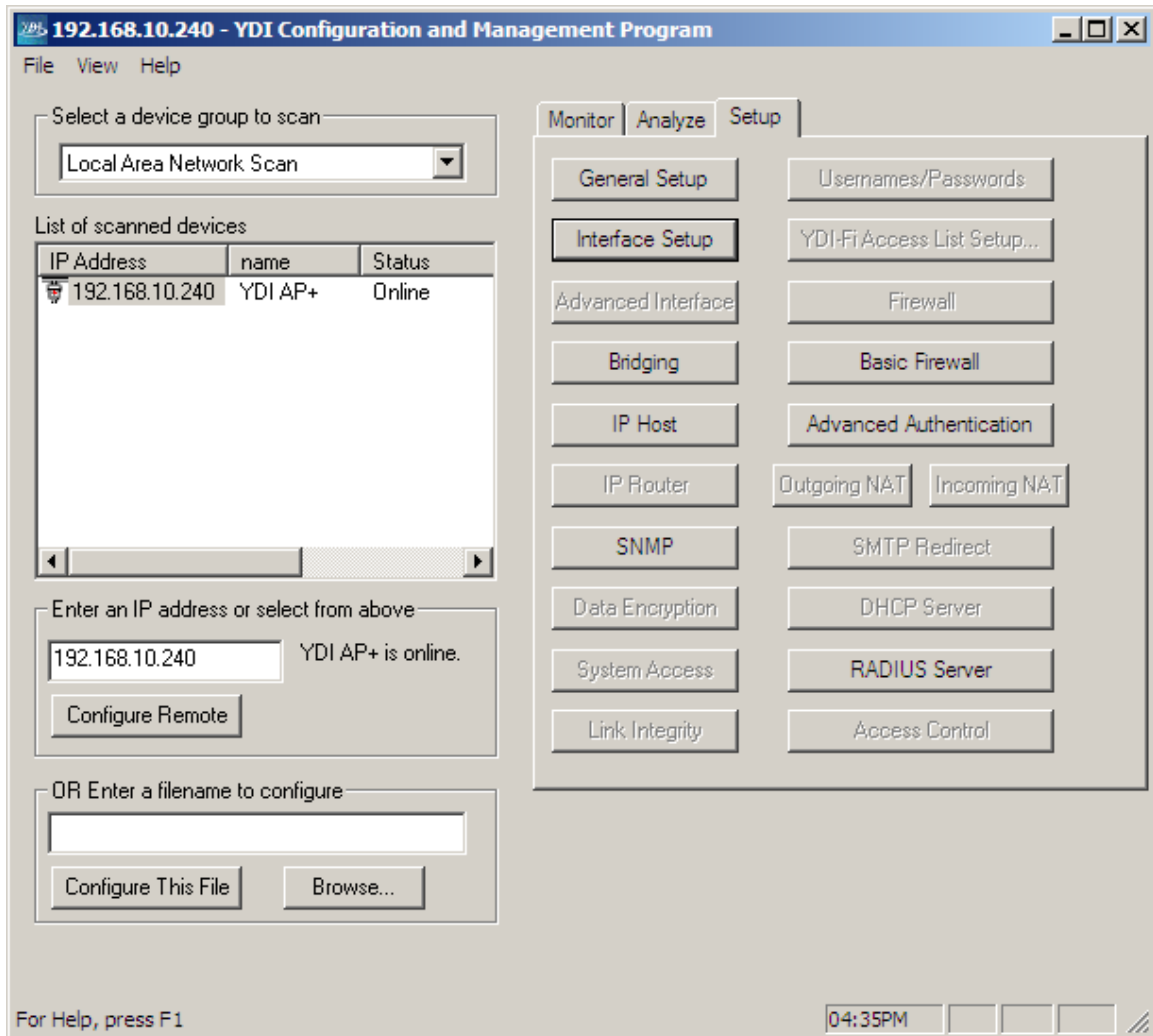 192.168.10.240 - YDI Configuration and Management Program
File View Help
Select a device group to scan
Local Area Network Scan
List of scanned devices
IP Address name Status
192.168.10.240 YDI AP+ Online
Enter an IP address or select from above
192.168.10.240 YDI AP+ is online.
Configure Remote
OR Enter a filename to configure
Configure This File Browse...
Monitor Analyze Setup
General Setup Usernames/Passwords
Interface Setup YDI-Fi Access List Setup...
Advanced Interface Firewall
Bridging Basic Firewall
IP Host Advanced Authentication
IP Router Outgoing NAT Incoming NAT
SNMP SMTP Redirect
Data Encryption DHCP Server
System Access RADIUS Server
Link Integrity Access Control
For Help, press F1 04:35PM